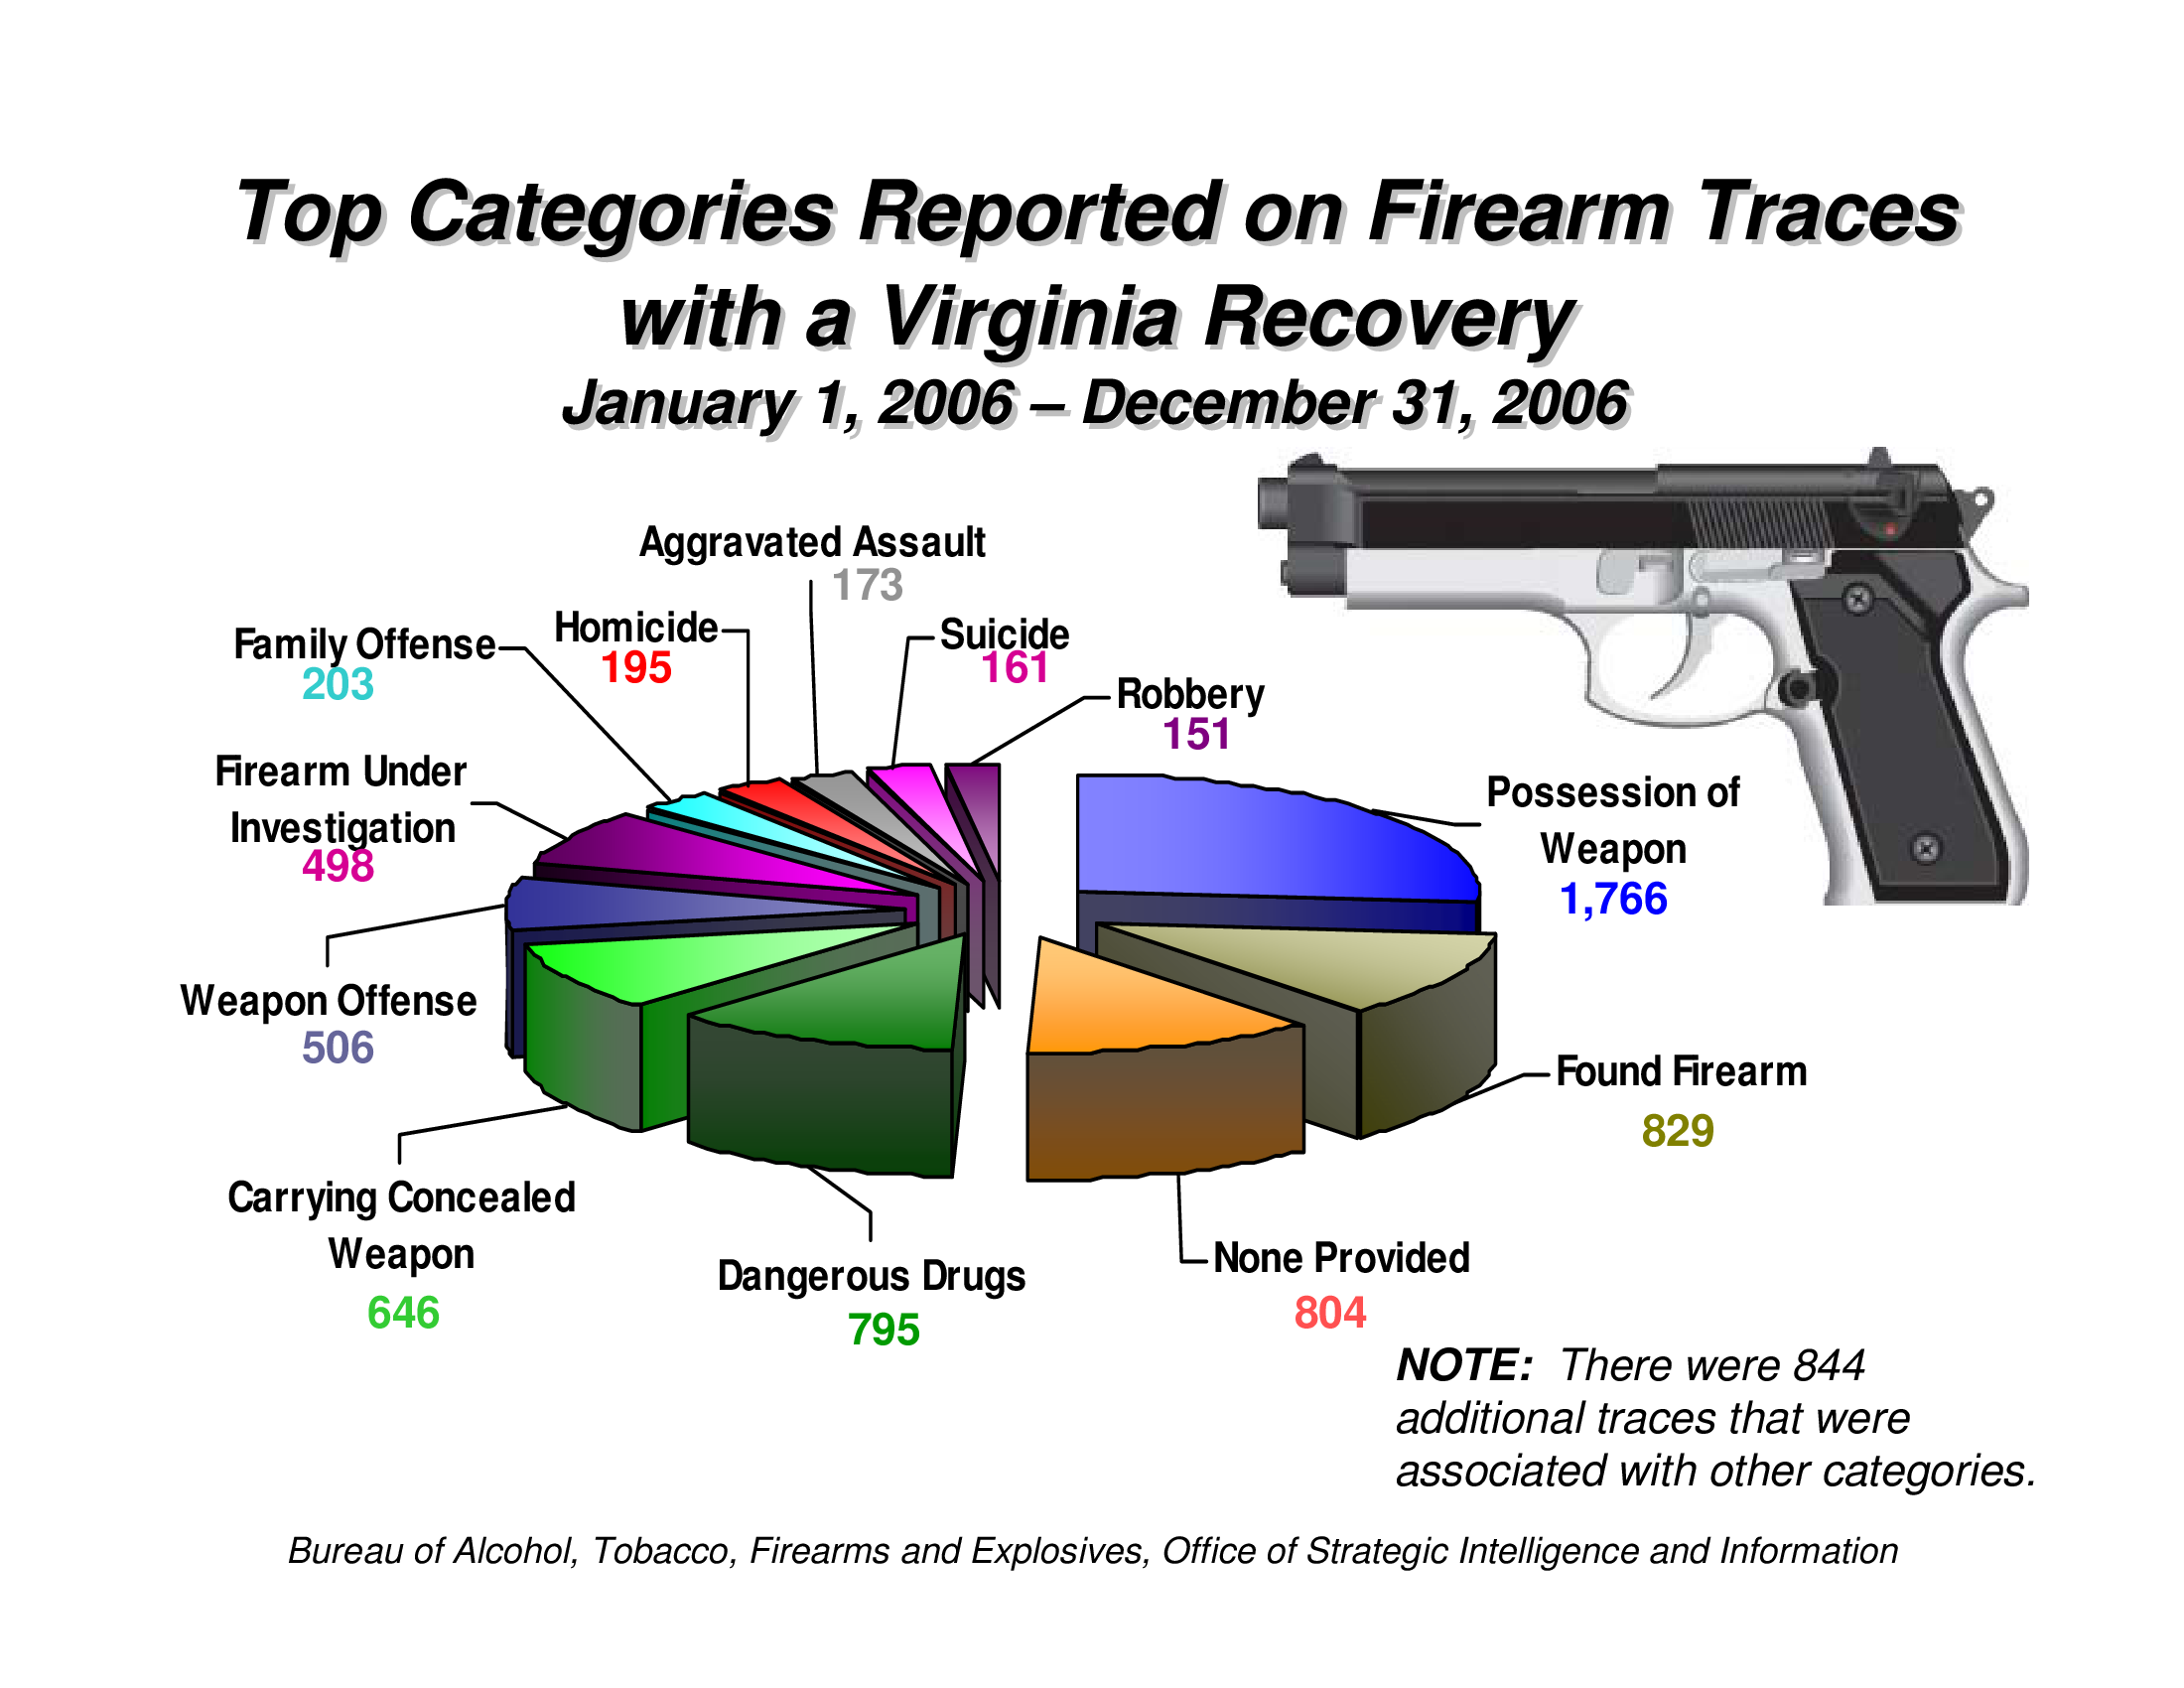 Top Categories Reported on Firearm Traces
with a Virginia Recovery
January 1, 2006 – December 31, 2006
Aggravated Assault
173
Family Offense
203
Homicide
195
Suicide
161
Robbery
151
Firearm Under
Investigation
498
Possession of
Weapon
1,766
Weapon Offense
506
Found Firearm
829
Carrying Concealed
Weapon
646
Dangerous Drugs
795
None Provided
804
NOTE: There were 844
additional traces that were
associated with other categories.
Bureau of Alcohol, Tobacco, Firearms and Explosives, Office of Strategic Intelligence and Information